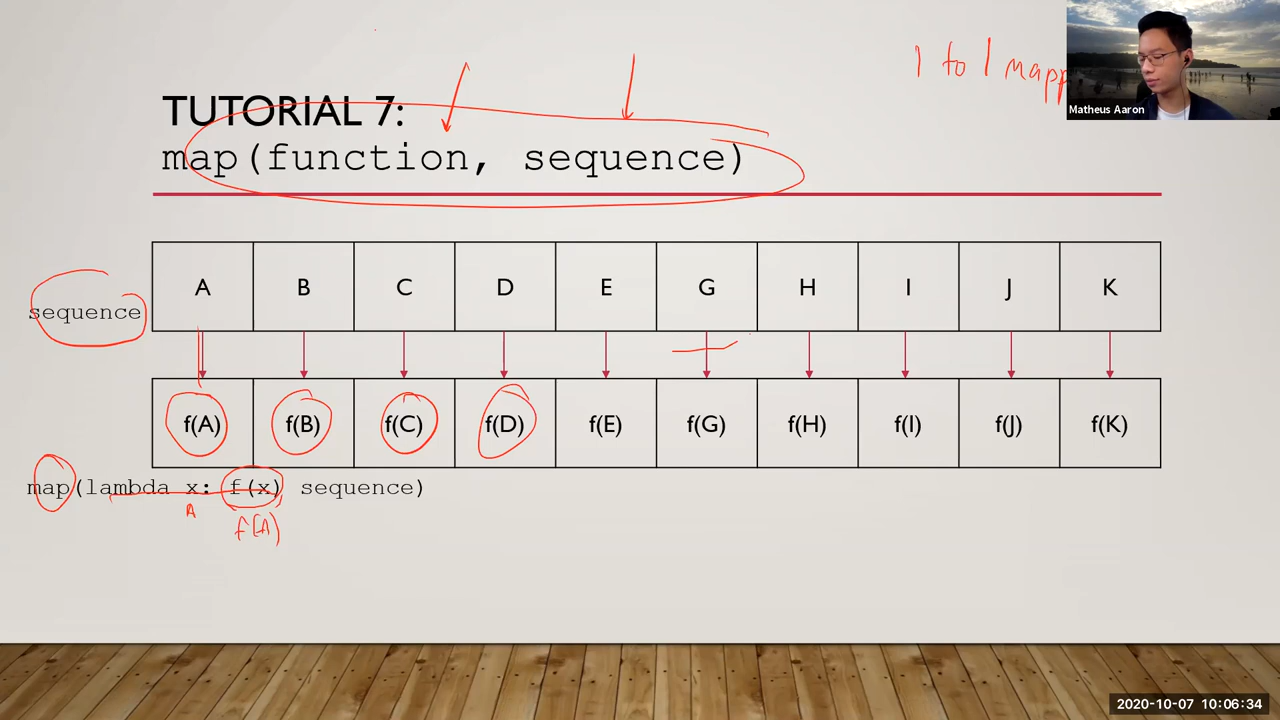 1 to 1 mapp
Matheus Aaron
TUTORIAL 7:
map(function, sequence)
sequence
A B C D E G H I J K
f(A) f(B) f(C) f(D) f(E) f(G) f(H) f(I) f(J) f(K)
map(lambda x: f(x) sequence)
A
f(A)
2020-10-07 10:06:34